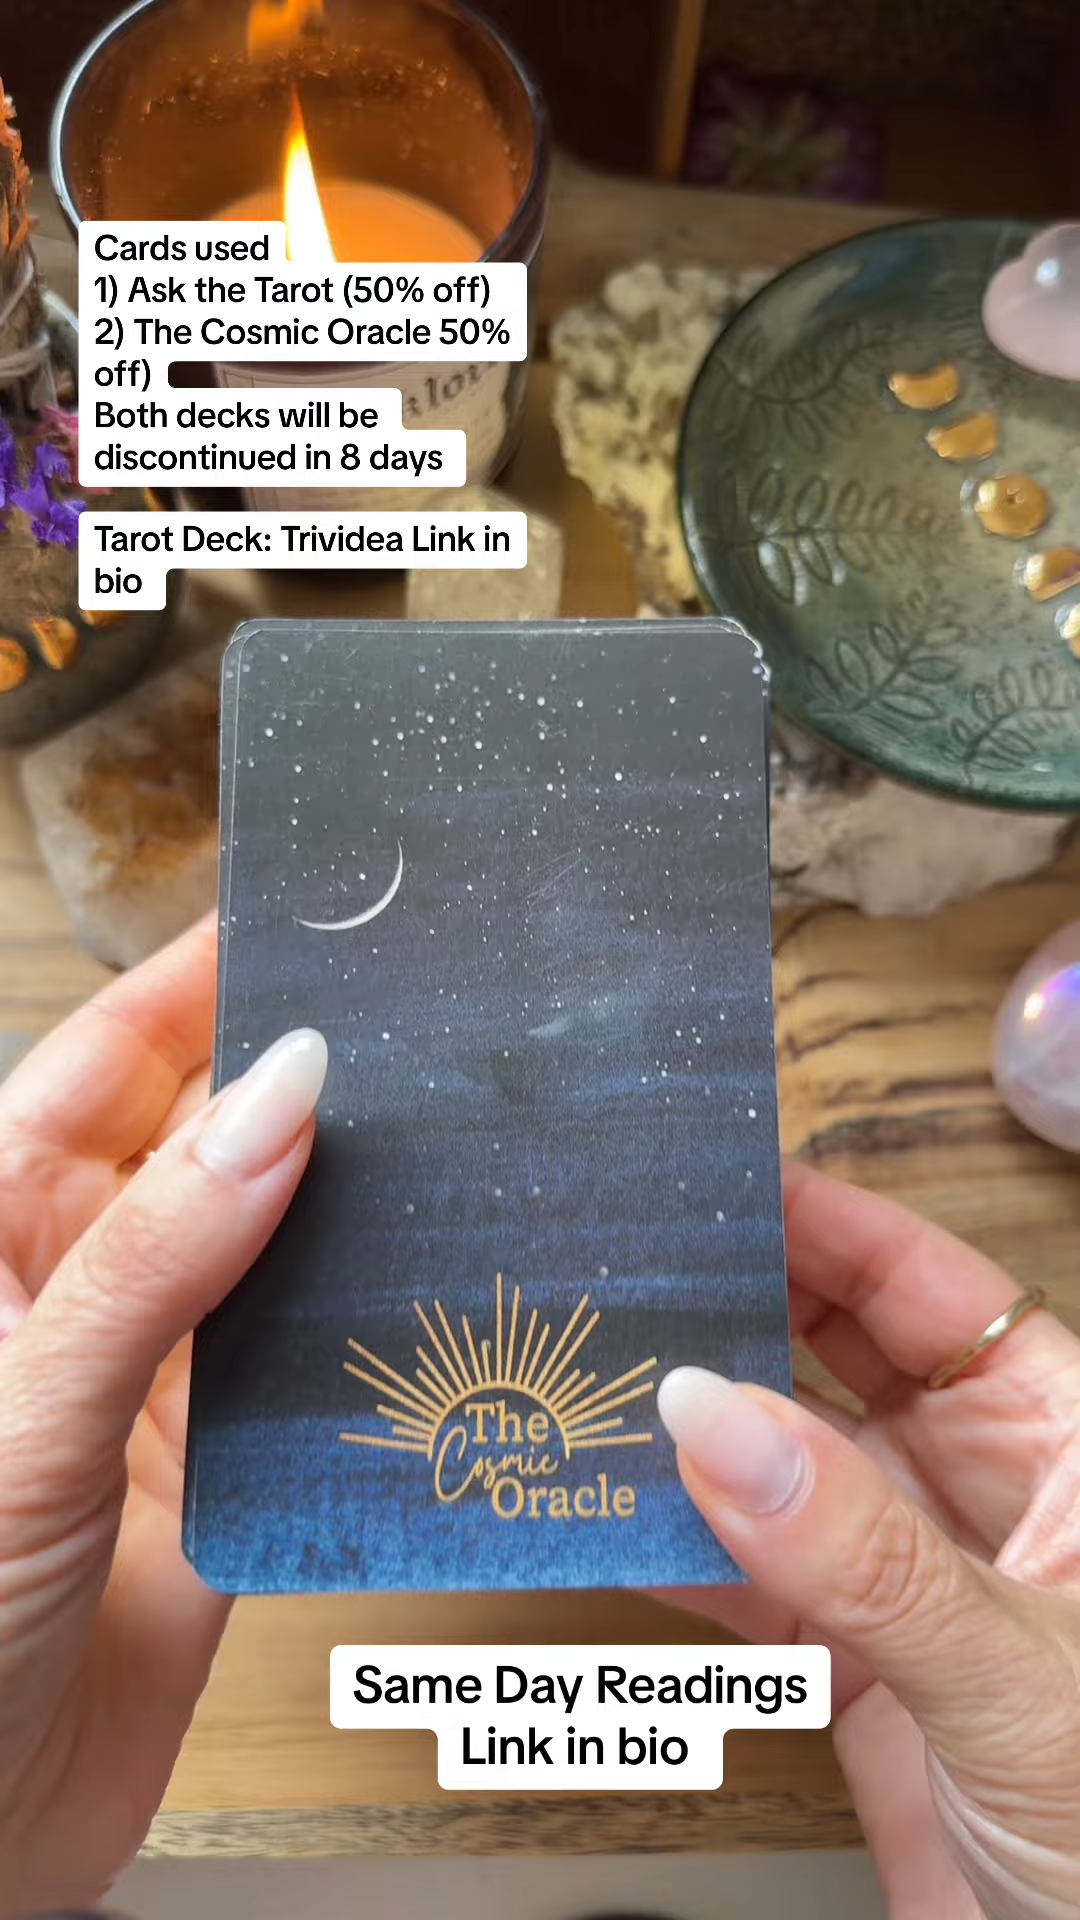 Cards used
1) Ask the Tarot (50% off)
2) The Cosmic Oracle 50%
off)
Both decks will be
discontinued in 8 days
Tarot Deck: Trividea Link in
bio
The
Cosmic
Oracle
Same Day Readings
Link in bio